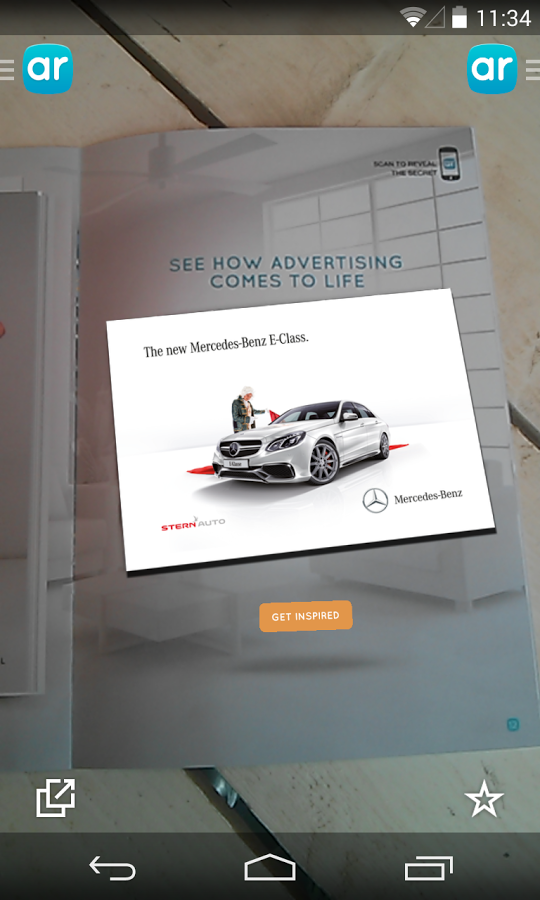 11:34
ar
ar
SCAN TO REVEAL
THE SECRET
SEE HOW ADVERTISING
COMES TO LIFE
The new Mercedes-Benz E-Class.
Mercedes-Benz
STERN AUTO
GET INSPIRED